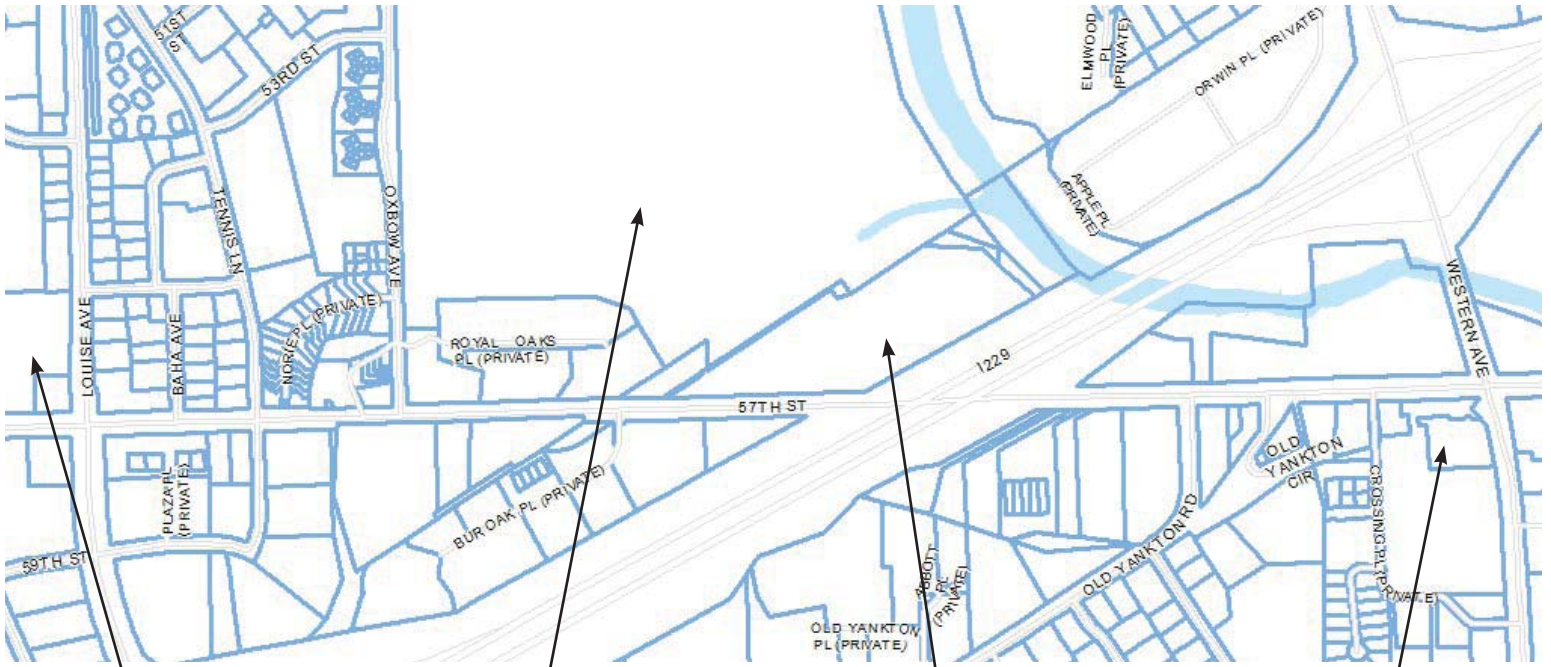 51ST
ST
53RD ST
ELMWOOD
PL
(PRIVATE)
ORWIN PL (PRIVATE)
TENNIS LN
OXBOW AVE
APPLE PL
(PRIVATE)
LOUISE AVE
BAHA AVE
NORIE PL (PRIVATE)
ROYAL OAKS
PL (PRIVATE)
I229
WESTERN AVE
57TH ST
PLAZA PL
(PRIVATE)
BUR OAK PL (PRIVATE)
OLD
YANKTON
CIR
CROSSING PL (PRIVATE)
59TH ST
OLD YANKTON RD
ABBOTT
PL
(PRIVATE)
OLD YANKTON
PL (PRIVATE)